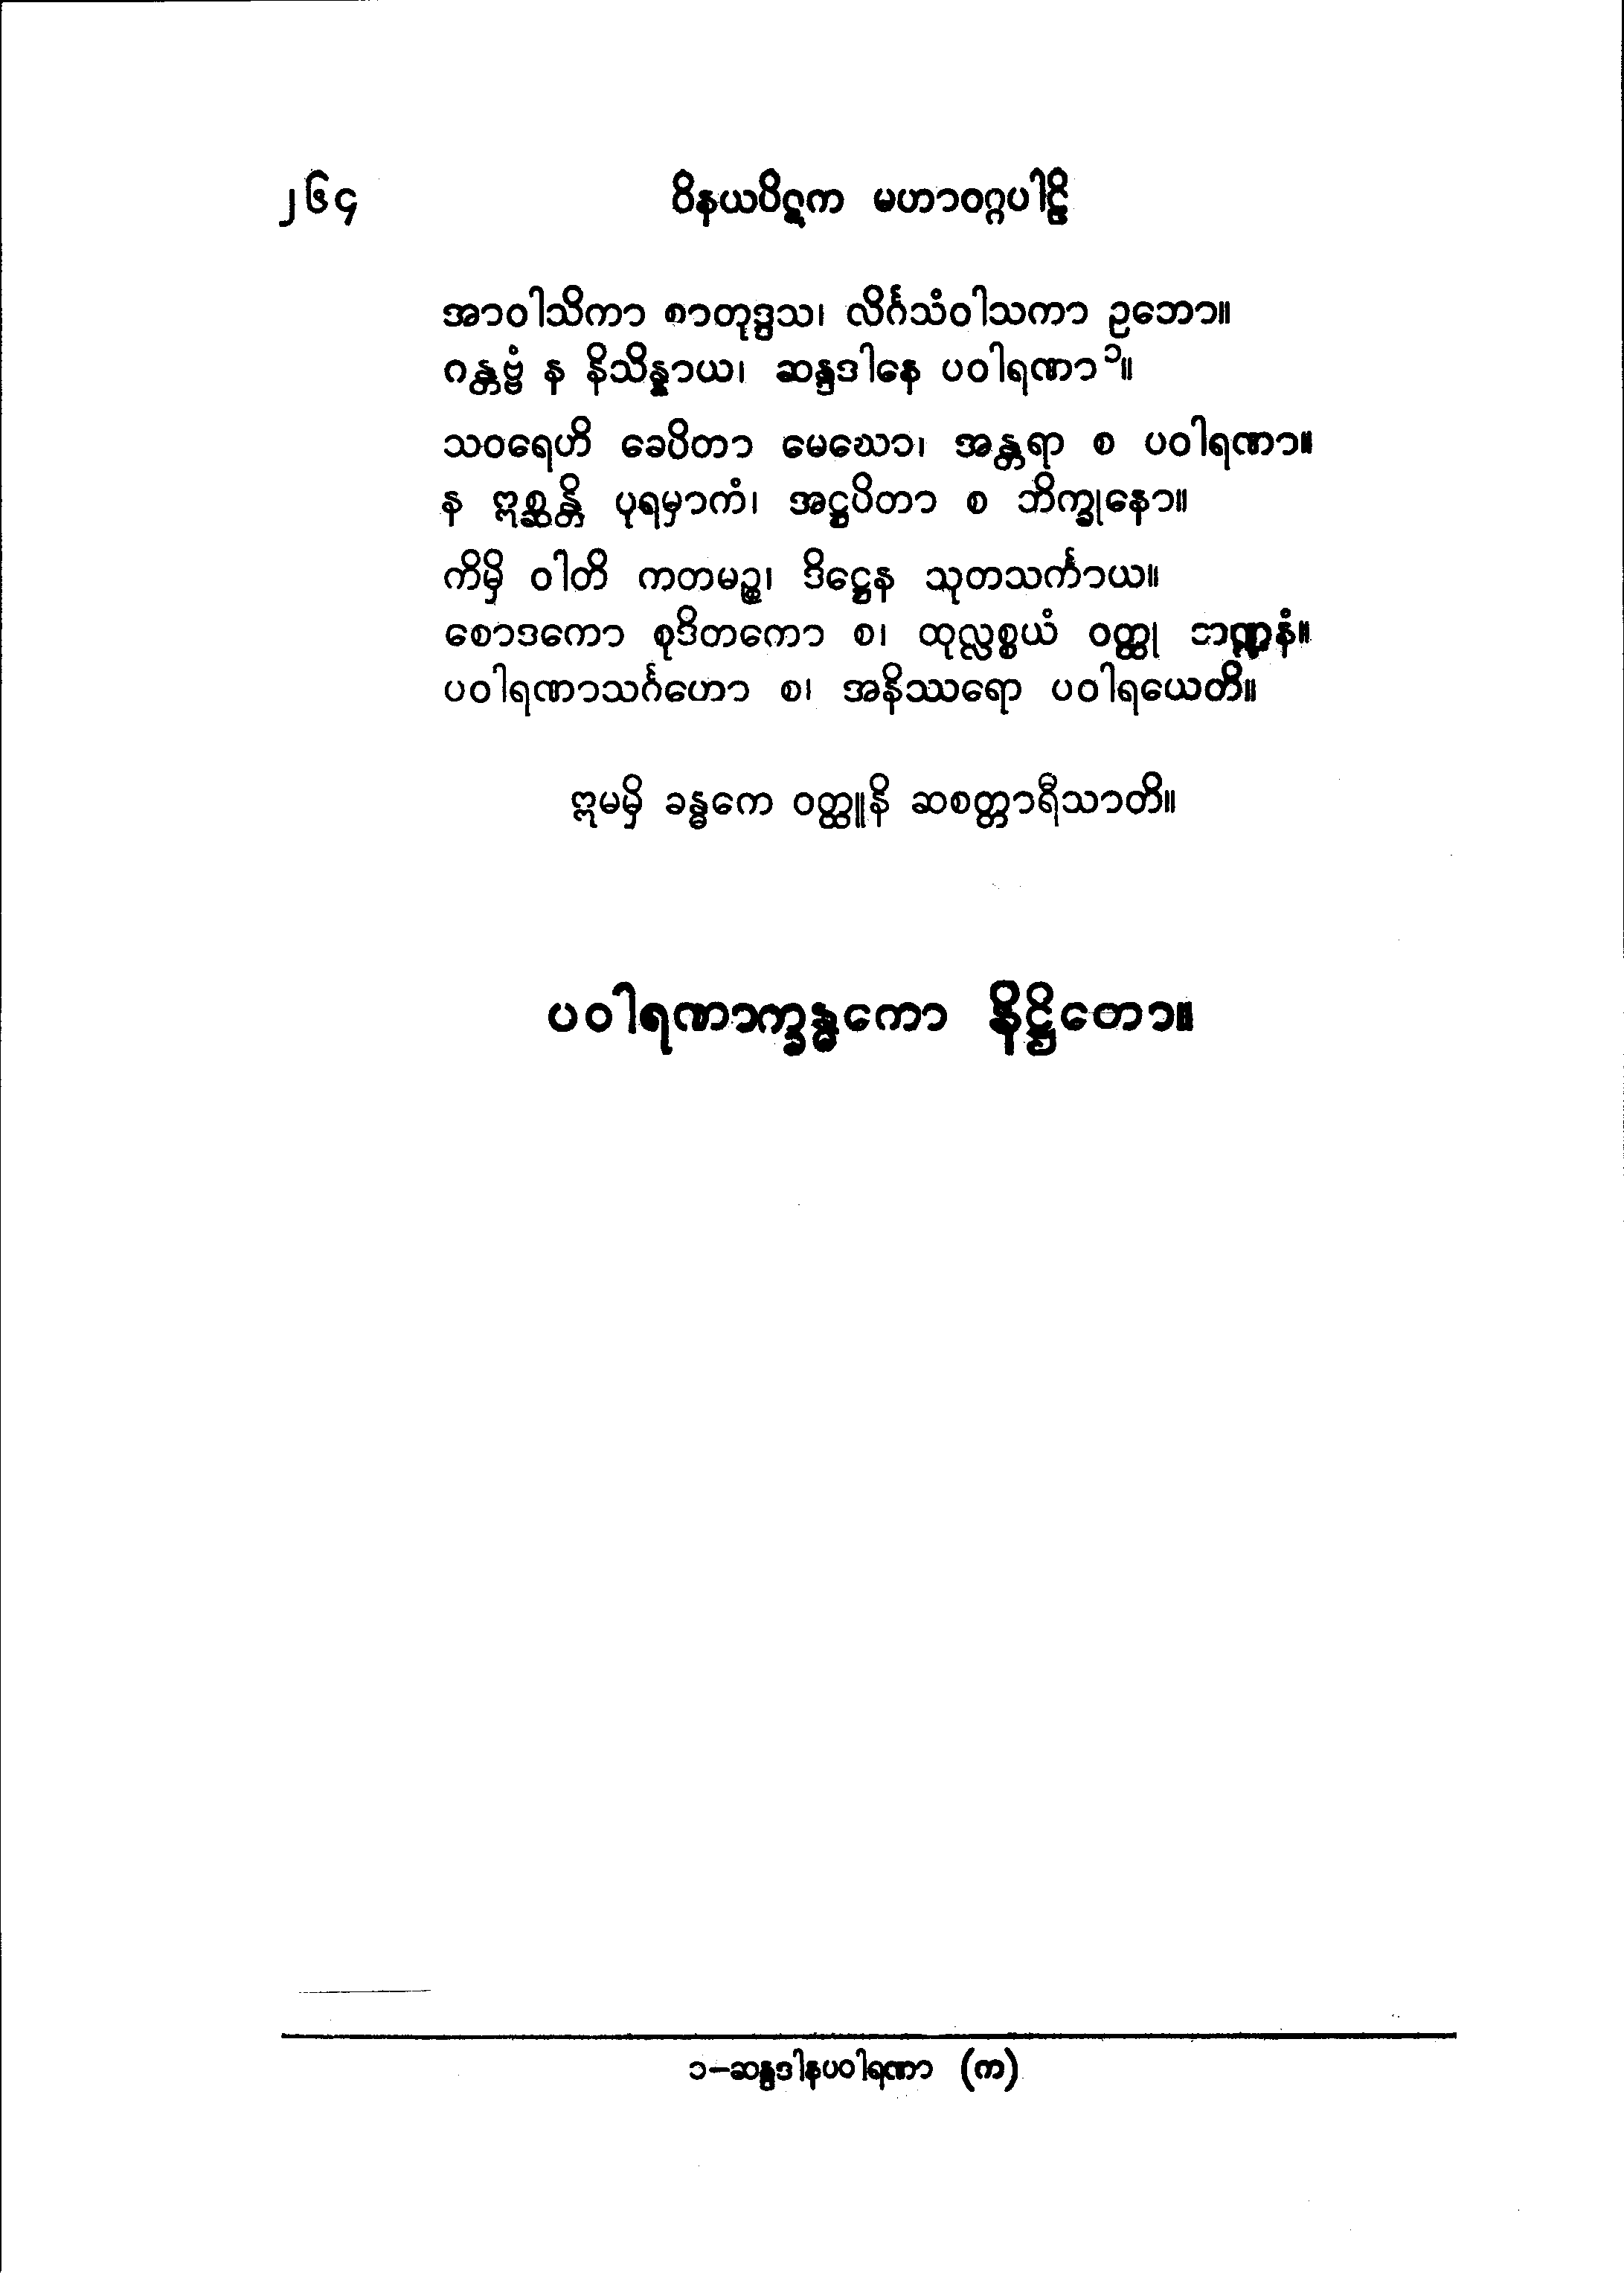 ၂၆၄ ဝိနယပိဋက မဟာဝဂ္ဂပါဠိ
အာဝါသိကာ စာတုဒ္ဒသ၊ လိင်္ဂသံဝါသကာ ဥဘော။
ဂန္တဗ္ဗံ န နိသိန္နာယ၊ ဆန္ဒဒါနေ ပဝါရဏာ ၁။
သဝရေဟိ ခေပိတာ မေဃော၊ အန္တရာ စ ပဝါရဏာ။
န ဣစ္ဆန္တိ ပုရမှာကံ၊ အဋ္ဌပိတာ စ ဘိက္ခုနော။
ကိမှိ ဝါတိ ကတမဉ္စ၊ ဒိဋ္ဌေန သုတသင်္ကာယ။
စောဒကော စုဒိတကော စ၊ ထုလ္လစ္စယံ ဝတ္ထု ဘဏ္ဍနံ။
ပဝါရဏာသင်္ဂဟော စ၊ အနိဿရော ပဝါရယေတိ။
ဣမမှိ ခန္ဓကေ ဝတ္ထူနိ ဆစတ္တာရီသာတိ။
ပဝါရဏာက္ခန္ဓကော နိဋ္ဌိတော။
၁–ဆန္ဒဒါနပဝါရဏာ (က)